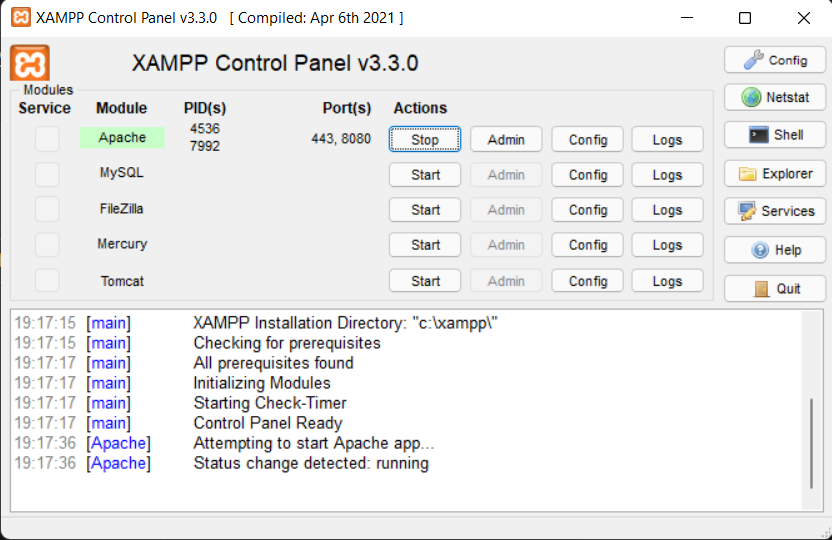 XAMPP Control Panel v3.3.0 [ Compiled: Apr 6th 2021 ]
XAMPP Control Panel v3.3.0
Config
Modules
Service Module PID(s) Port(s) Actions
Netstat
Apache 4536 443, 8080 Stop Admin Config Logs
7992
Shell
MySQL Start Admin Config Logs
Explorer
FileZilla Start Admin Config Logs
Services
Mercury Start Admin Config Logs
Help
Tomcat Start Admin Config Logs
Quit
19:17:15 [main] XAMPP Installation Directory: "c:\xampp\"
19:17:15 [main] Checking for prerequisites
19:17:17 [main] All prerequisites found
19:17:17 [main] Initializing Modules
19:17:17 [main] Starting Check-Timer
19:17:17 [main] Control Panel Ready
19:17:36 [Apache] Attempting to start Apache app...
19:17:36 [Apache] Status change detected: running